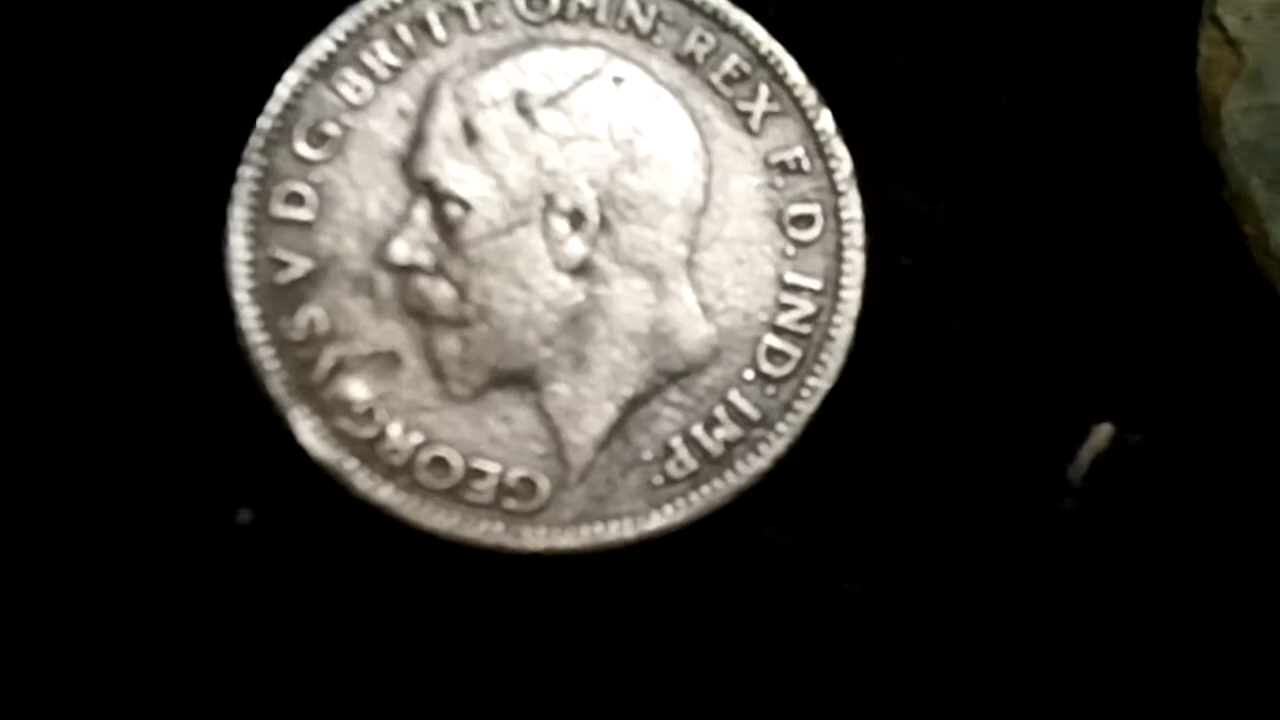 GEORGIVS V D.G.BRITT: OMN: REX F.D. IND: IMP: